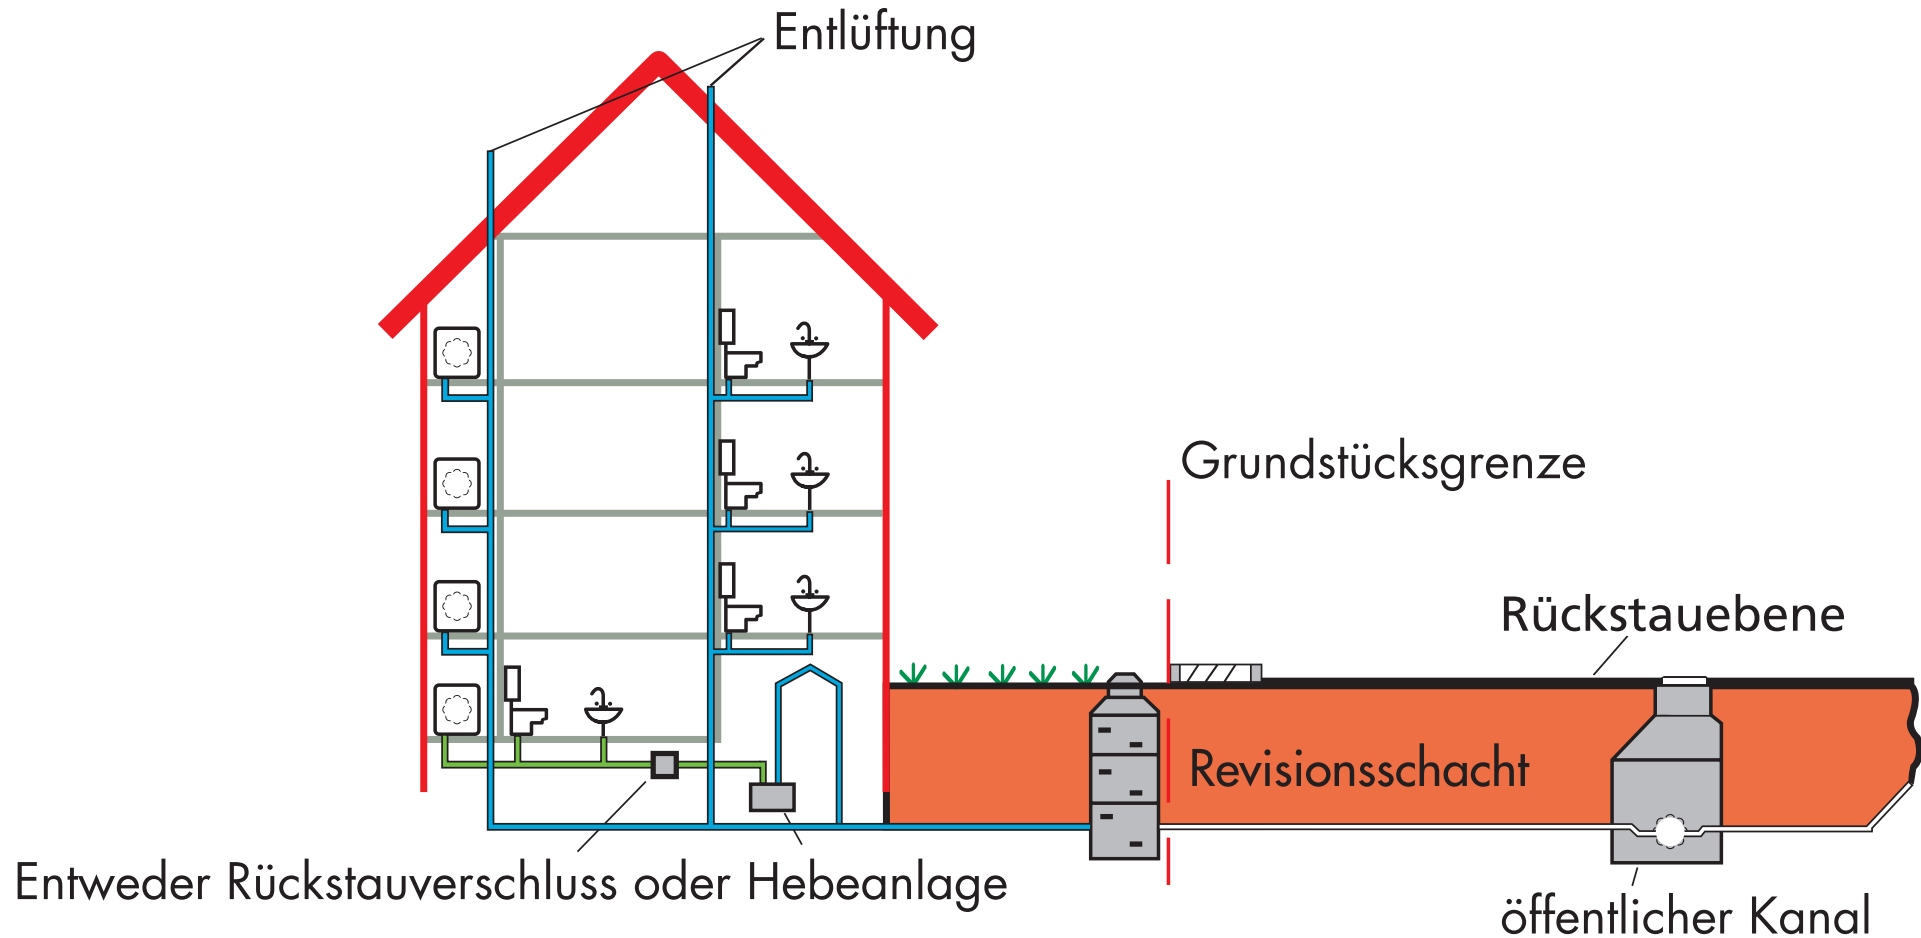 Entlüftung
Grundstücksgrenze
Rückstauebene
Revisionsschacht
Entweder Rückstauverschluss oder Hebeanlage
öffentlicher Kanal